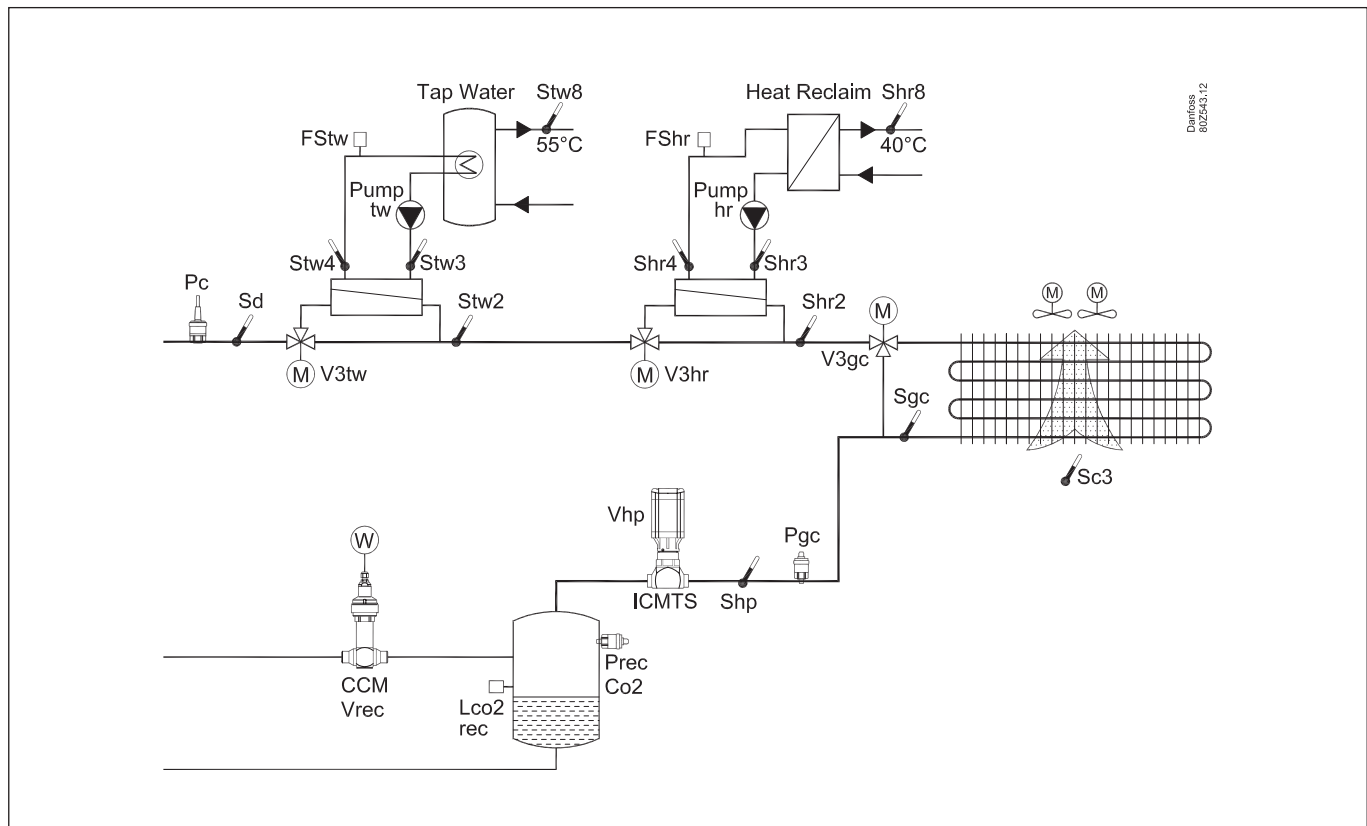 Tap Water
Stw8
FStw
55°C
Pump
tw
Stw4
Stw3
Pc
Sd
Stw2
M
V3tw
Heat Reclaim
Shr8
FShr
40°C
Pump
hr
Shr4
Shr3
Shr2
M
V3hr
M
V3gc
M
M
Sgc
Sc3
Danfoss
80Z543.12
Vhp
Pgc
ICMTS
Shp
W
CCM
Vrec
Prec
Co2
Lco2
rec